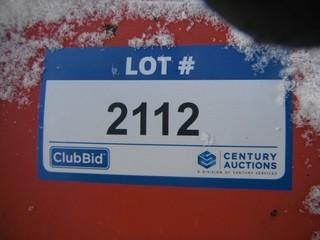 LOT #
2112
ClubBid
CENTURY
AUCTIONS
A DIVISION OF CENTURY SERVICES